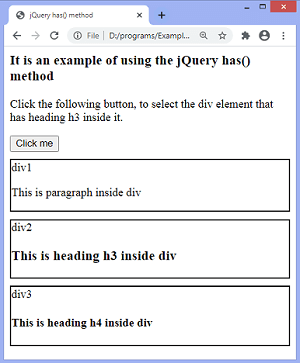 jQuery has() method
File | D:/programs/Exampl...
It is an example of using the jQuery has()
method
Click the following button, to select the div element that
has heading h3 inside it.
Click me
div1
This is paragraph inside div
div2
This is heading h3 inside div
div3
This is heading h4 inside div